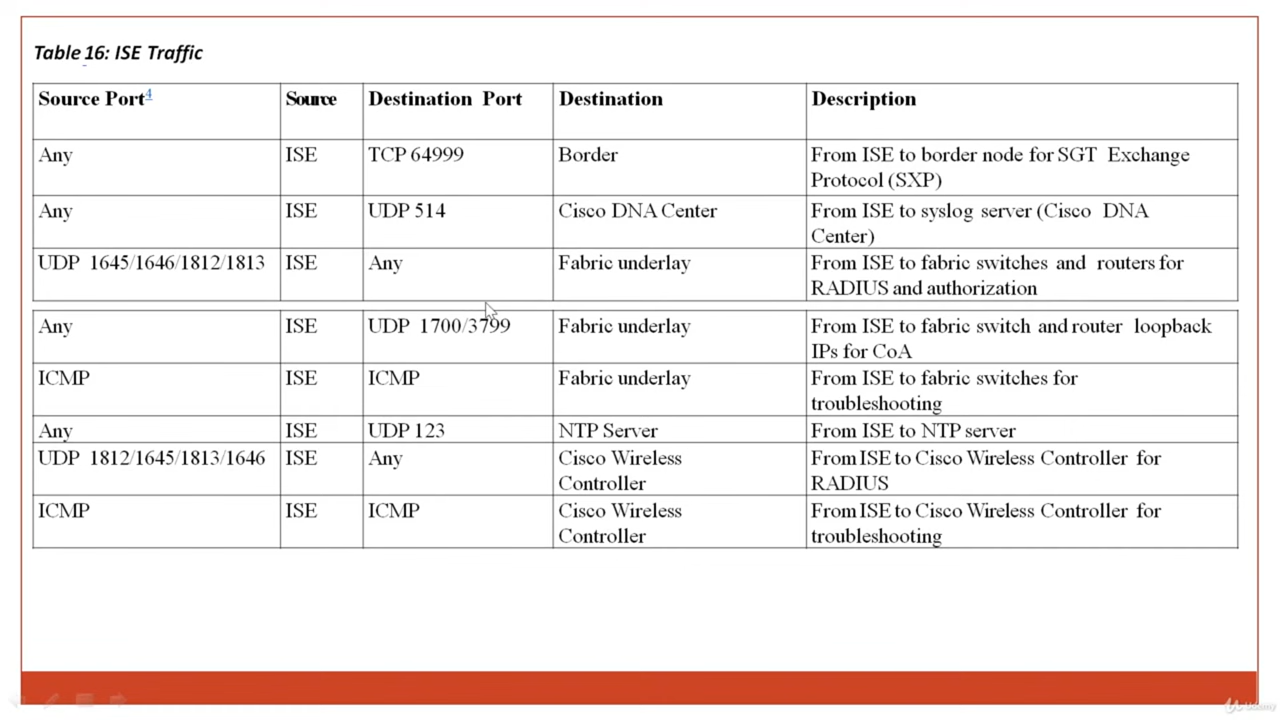 Table 16: ISE Traffic
Source Port4 Source Destination Port Destination Description
Any ISE TCP 64999 Border From ISE to border node for SGT Exchange
Protocol (SXP)
Any ISE UDP 514 Cisco DNA Center From ISE to syslog server (Cisco DNA
Center)
UDP 1645/1646/1812/1813 ISE Any Fabric underlay From ISE to fabric switches and routers for
RADIUS and authorization
Any ISE UDP 1700/3799 Fabric underlay From ISE to fabric switch and router loopback
IPs for CoA
ICMP ISE ICMP Fabric underlay From ISE to fabric switches for
troubleshooting
Any ISE UDP 123 NTP Server From ISE to NTP server
UDP 1812/1645/1813/1646 ISE Any Cisco Wireless From ISE to Cisco Wireless Controller for
Controller RADIUS
ICMP ISE ICMP Cisco Wireless From ISE to Cisco Wireless Controller for
Controller troubleshooting
Udemy